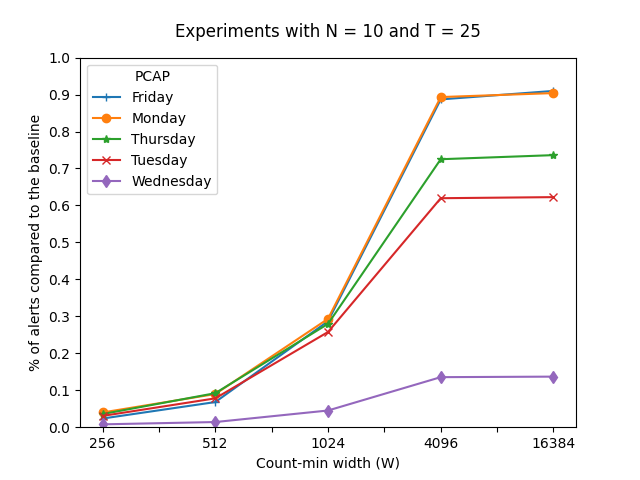 Experiments with N = 10 and T = 25
1.0
0.9
0.8
0.7
0.6
0.5
0.4
0.3
0.2
0.1
0.0
% of alerts compared to the baseline
PCAP
Friday
Monday
Thursday
Tuesday
Wednesday
256 512 1024 4096 16384
Count-min width (W)